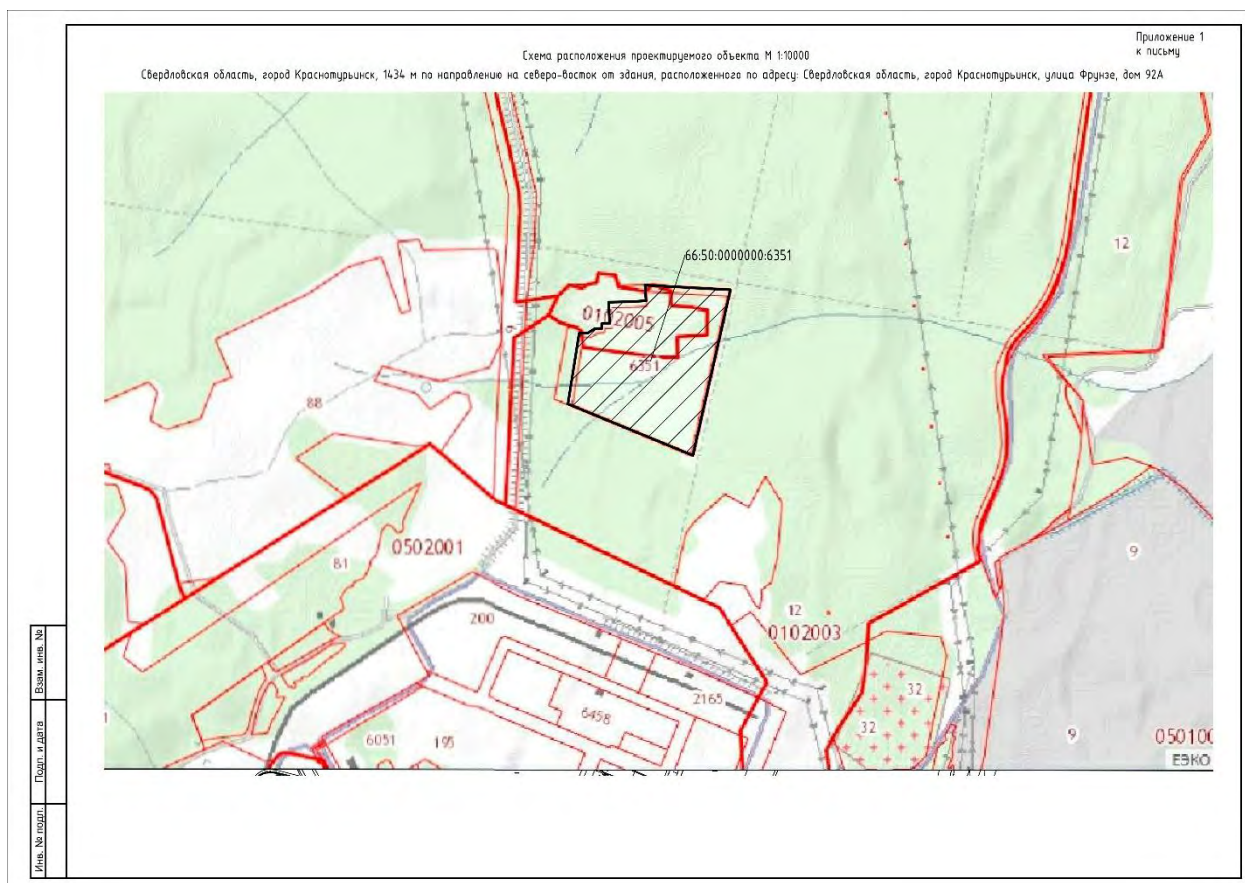 Приложение 1
к письму
Схема расположения проектируемого объекта М 1:10000
Свердловская область, город Краснотурьинск, 1434 м по направлению на северо-восток от здания, расположенного по адресу: Свердловская область, город Краснотурьинск, улица Фрунзе, дом 92А
12
66:50:0000000:6351
0102005
9
6351
88
0502001
81
9
12
0102003
200
2165
32
6458
32
6051
195
9
050100
ЕЭКО
Взам. инв. №
Подп. и дата
Инв. № подл.